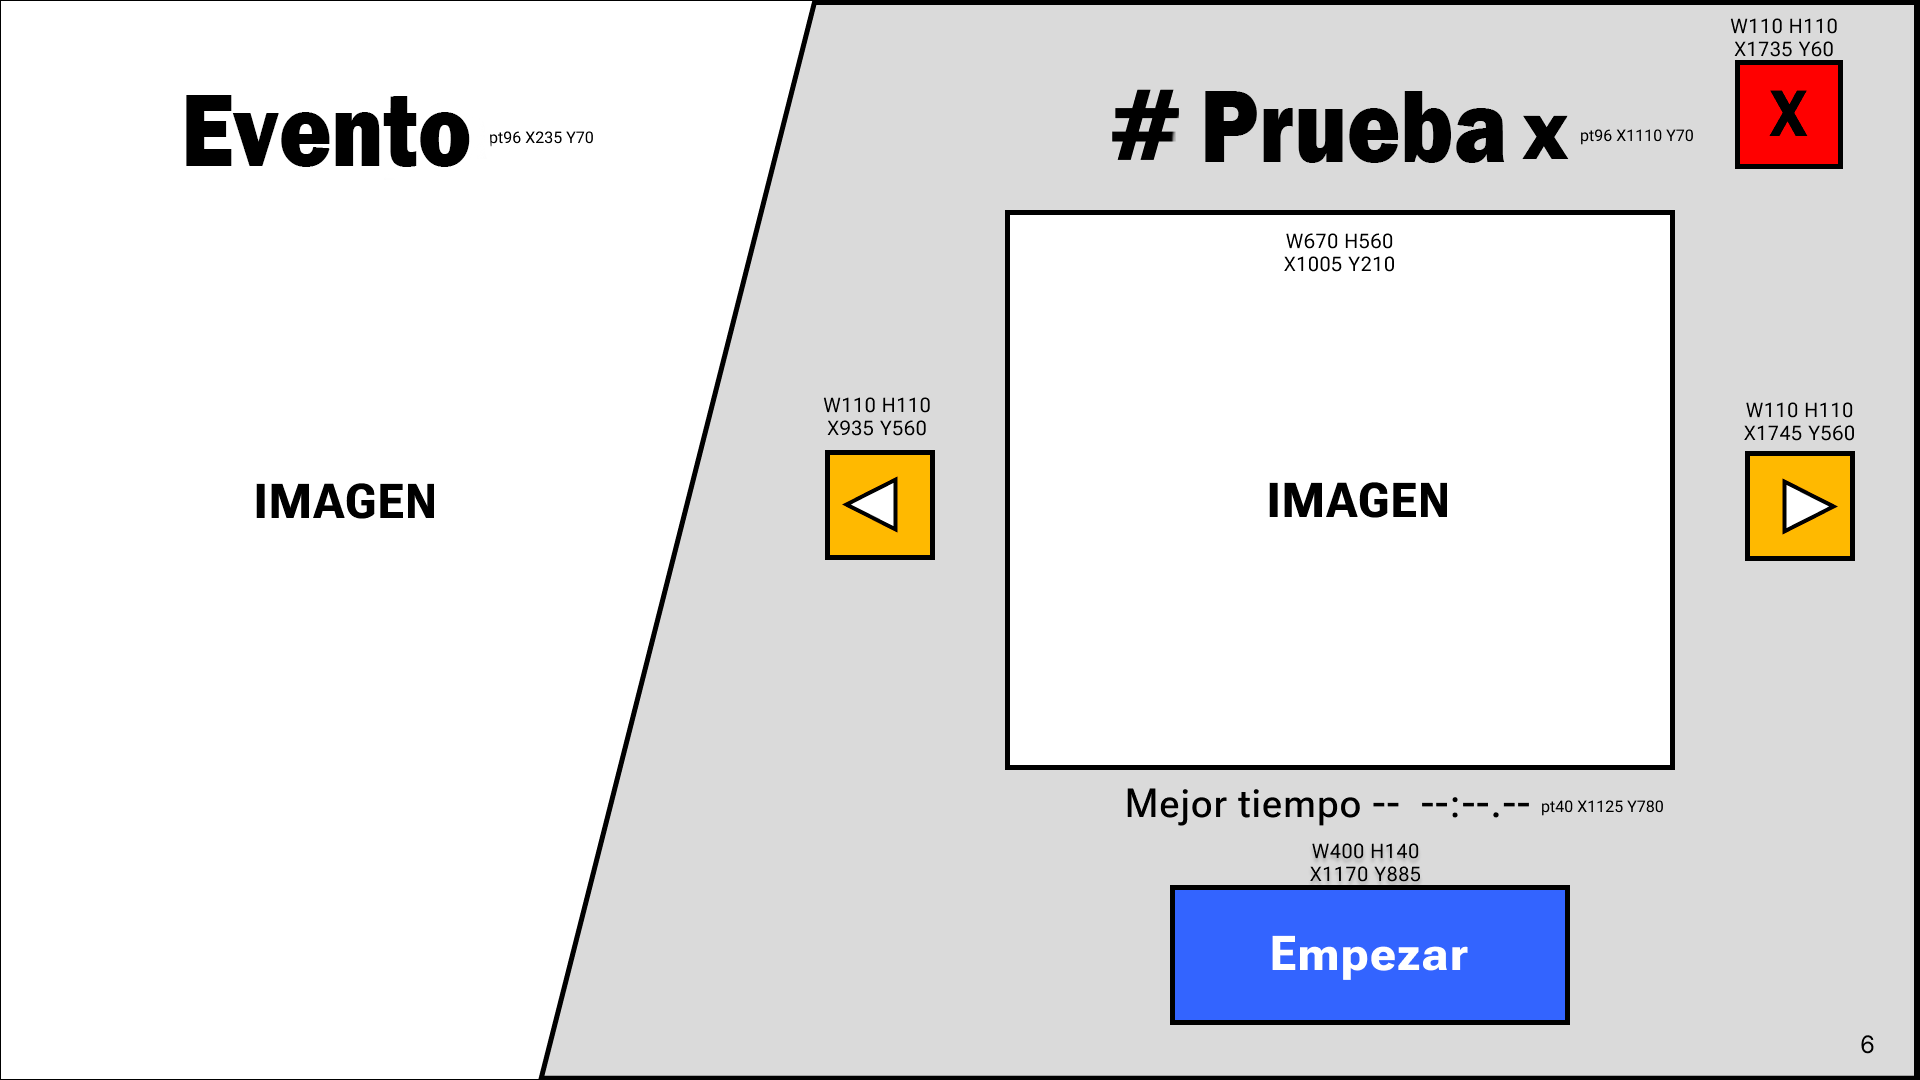 Evento
pt96 X235 Y70
IMAGEN
W110 H110
X1735 Y60
X
# Prueba x
pt96 X1110 Y70
W670 H560
X1005 Y210
IMAGEN
W110 H110
X935 Y560
W110 H110
X1745 Y560
Mejor tiempo --  --:--.--
pt40 X1125 Y780
W400 H140
X1170 Y885
Empezar
6